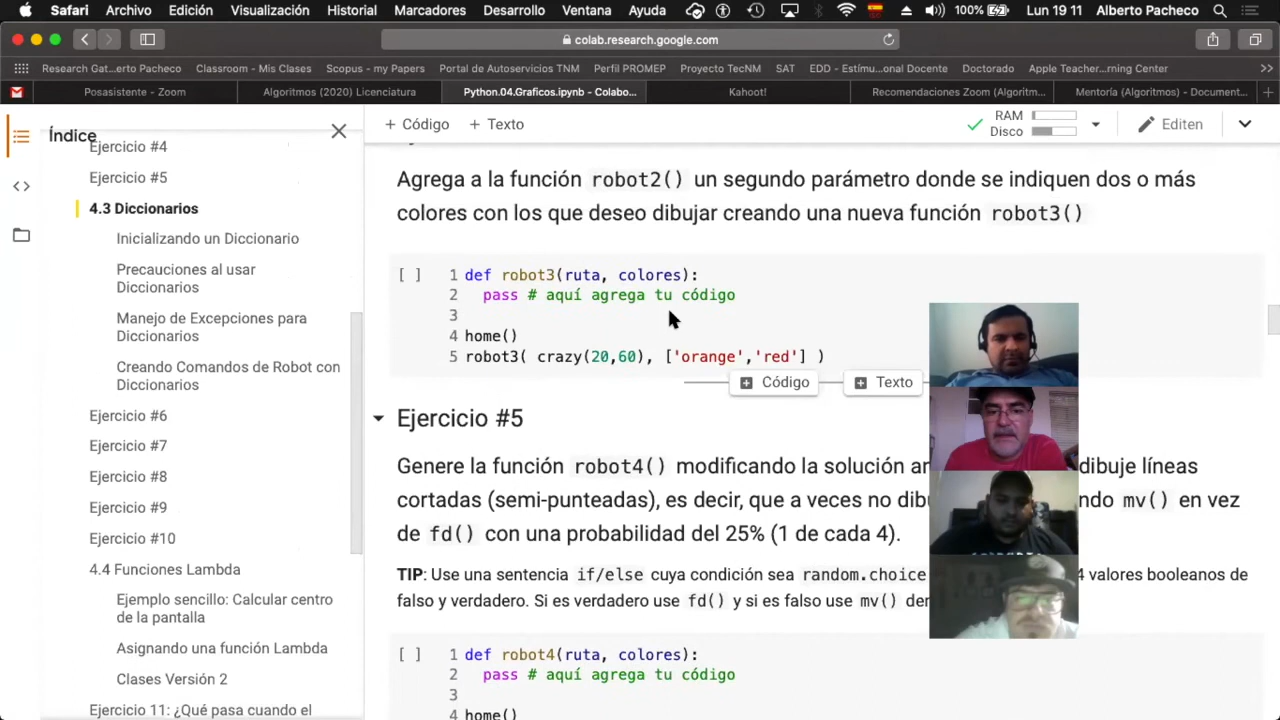 Safari Archivo Edición Visualización Historial Marcadores Desarrollo Ventana Ayuda 100% Lun 19 11 Alberto Pacheco
colab.research.google.com
Research Gat...erto Pacheco Classroom - Mis Clases Scopus - my Papers Portal de Autoservicios TNM Perfil PROMEP Proyecto TecNM SAT EDD - Estímu...onal Docente Doctorado Apple Teacher...rning Center
Posasistente - Zoom Algoritmos (2020) Licenciatura Python.04.Graficos.ipynb - Colabo... Kahoot! Recomendaciones Zoom (Algoritm... Mentoría (Algoritmos) - Document...
Índice
+ Código + Texto
RAM
Disco
Editen
Ejercicio #4
Ejercicio #5
4.3 Diccionarios
Inicializando un Diccionario
Precauciones al usar
Diccionarios
Manejo de Excepciones para
Diccionarios
Creando Comandos de Robot con
Diccionarios
Ejercicio #6
Ejercicio #7
Ejercicio #8
Ejercicio #9
Ejercicio #10
4.4 Funciones Lambda
Ejemplo sencillo: Calcular centro
de la pantalla
Asignando una función Lambda
Clases Versión 2
Ejercicio 11: ¿Qué pasa cuando el
Agrega a la función robot2() un segundo parámetro donde se indiquen dos o más
colores con los que deseo dibujar creando una nueva función robot3()
[ ] 1 def robot3(ruta, colores):
2 pass # aquí agrega tu código
3
4 home()
5 robot3( crazy(20,60), ['orange','red'] )
Código Texto
Ejercicio #5
Genere la función robot4() modificando la solución an dibuje líneas
cortadas (semi-punteadas), es decir, que a veces no dibu ndo mv() en vez
de fd() con una probabilidad del 25% (1 de cada 4).
TIP: Use una sentencia if/else cuya condición sea random.choice 4 valores booleanos de
falso y verdadero. Si es verdadero use fd() y si es falso use mv() der
[ ] 1 def robot4(ruta, colores):
2 pass # aquí agrega tu código
3
4 home()